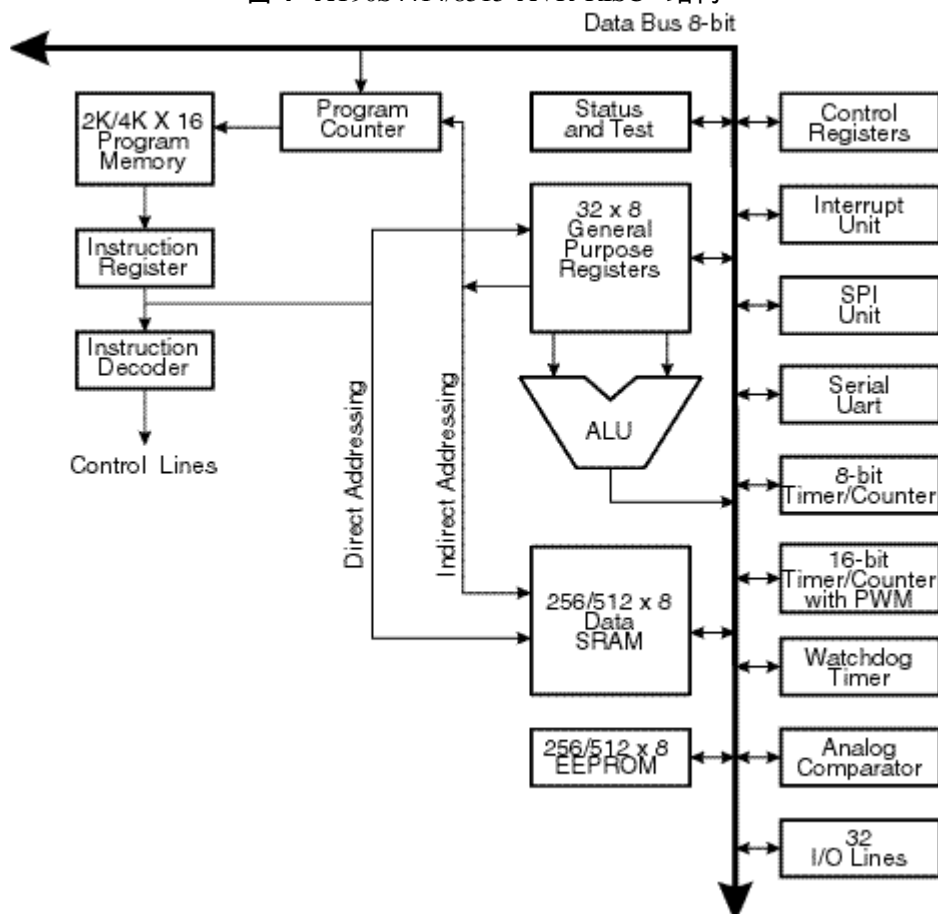 结构
Data Bus 8-bit
2K/4K X 16
Program
Memory
Program
Counter
Status
and Test
Control
Registers
32 x 8
General
Purpose
Registers
Interrupt
Unit
Instruction
Register
SPI
Unit
Instruction
Decoder
Serial
Uart
ALU
Direct Addressing
Indirect Addressing
Control Lines
8-bit
Timer/Counter
16-bit
Timer/Counter
with PWM
256/512 x 8
Data
SRAM
Watchdog
Timer
256/512 x 8
EEPROM
Analog
Comparator
32
I/O Lines